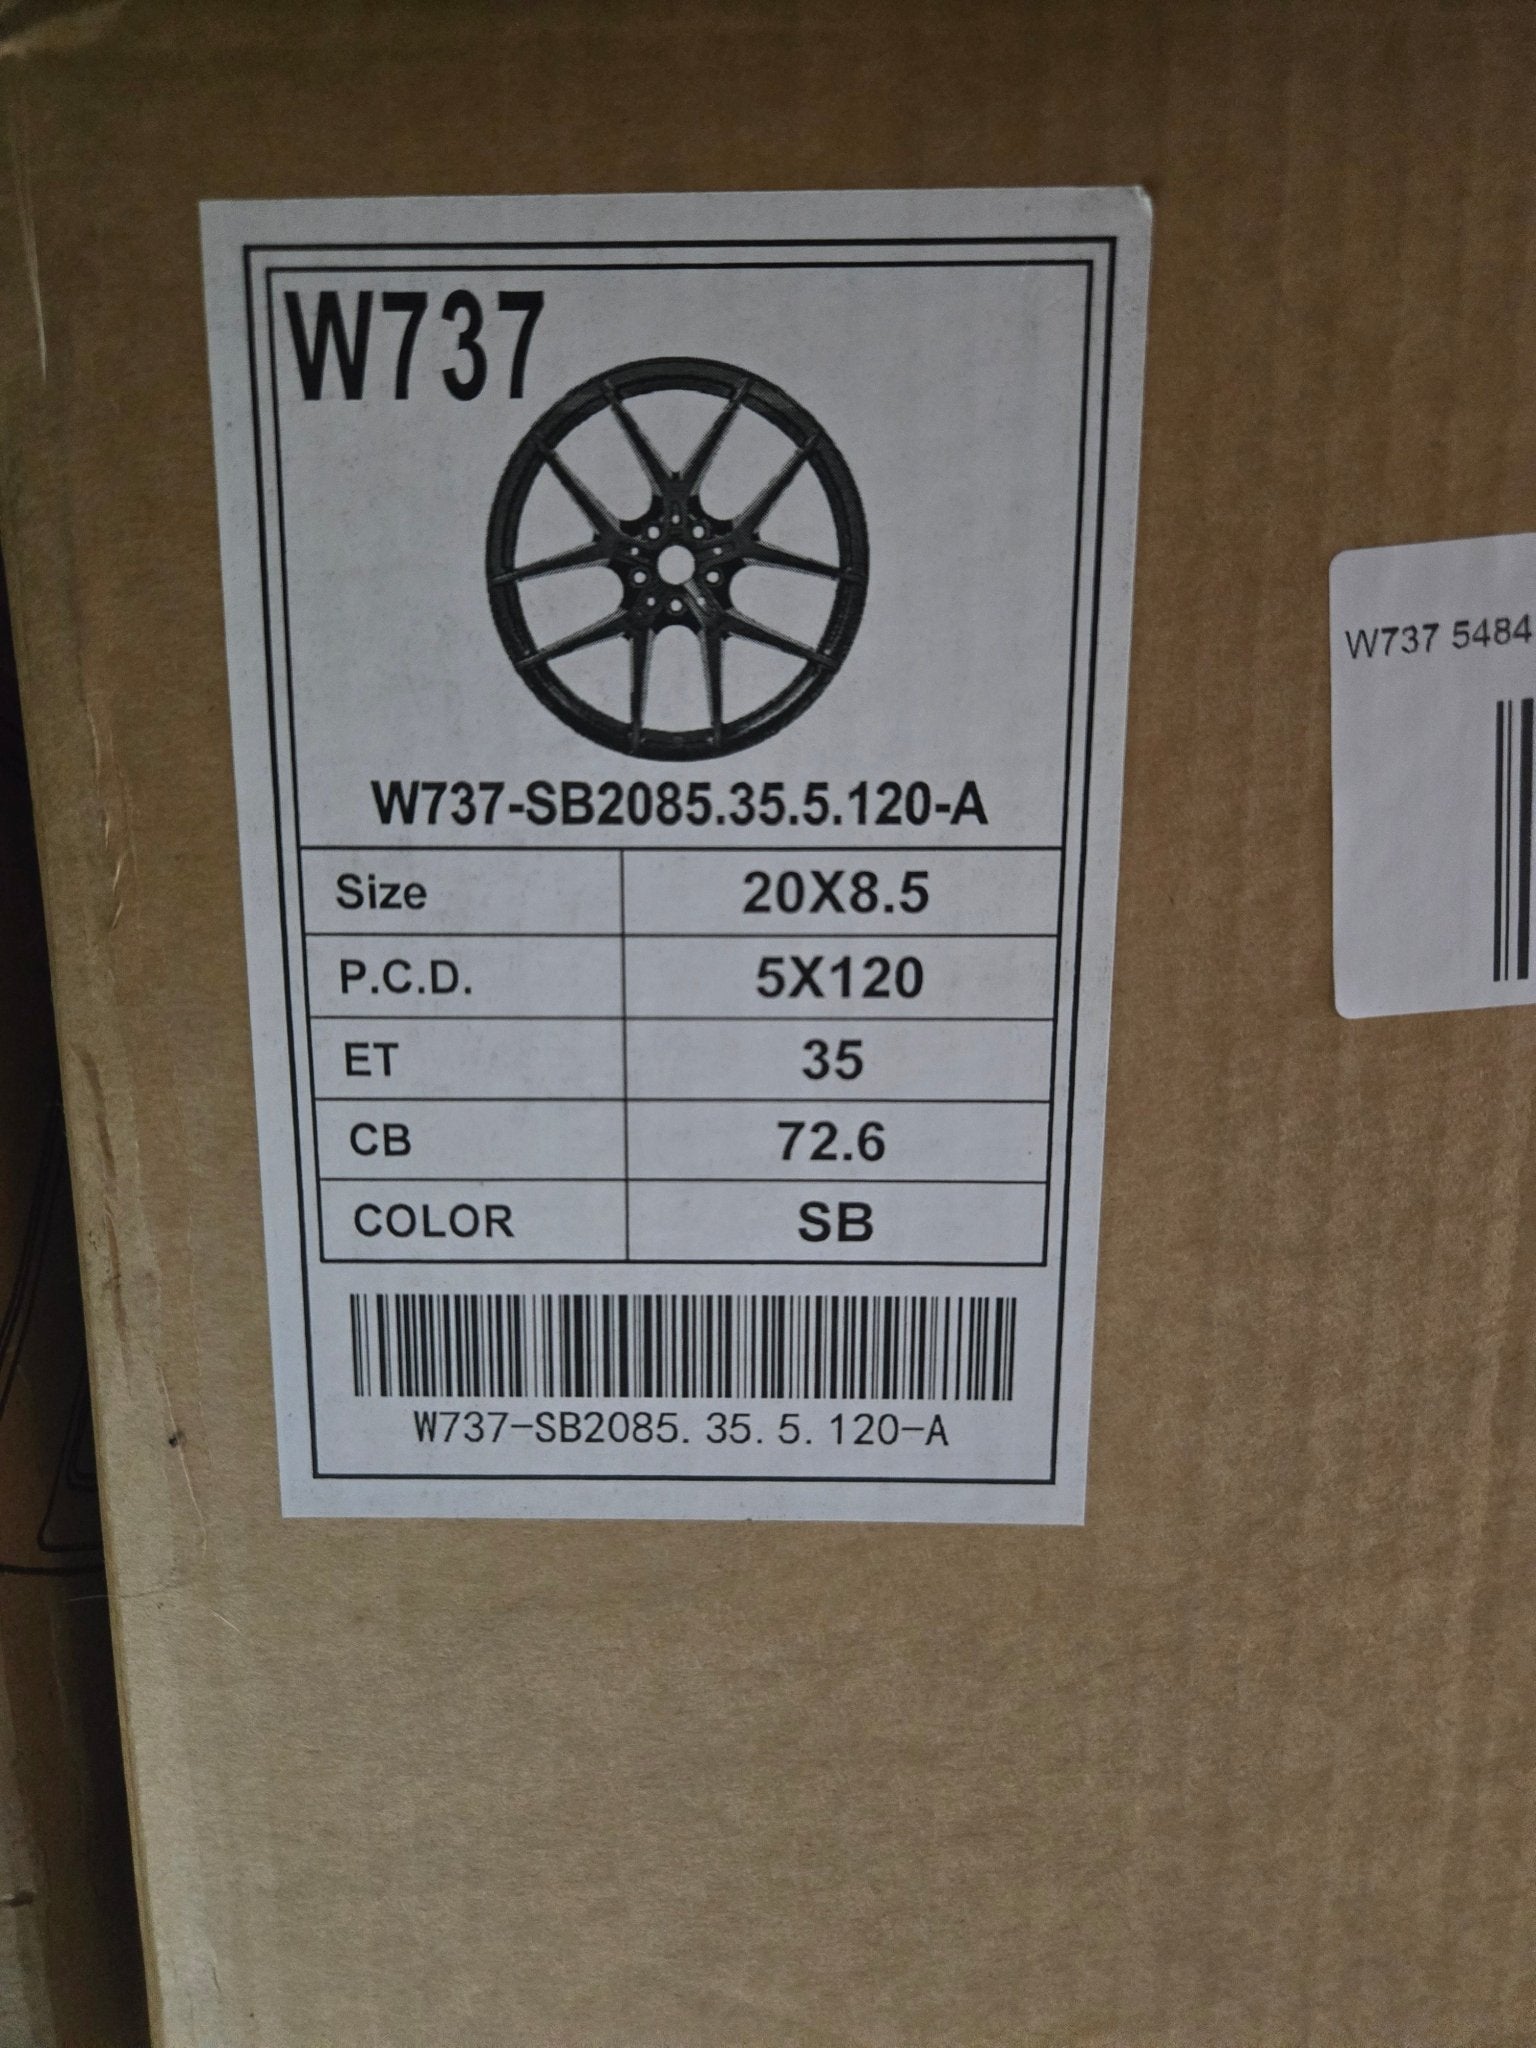 W737
W737-SB2085.35.5.120-A
Size 20X8.5
P.C.D. 5X120
ET 35
CB 72.6
COLOR SB
W737-SB2085.35.5.120-A
W737 5484